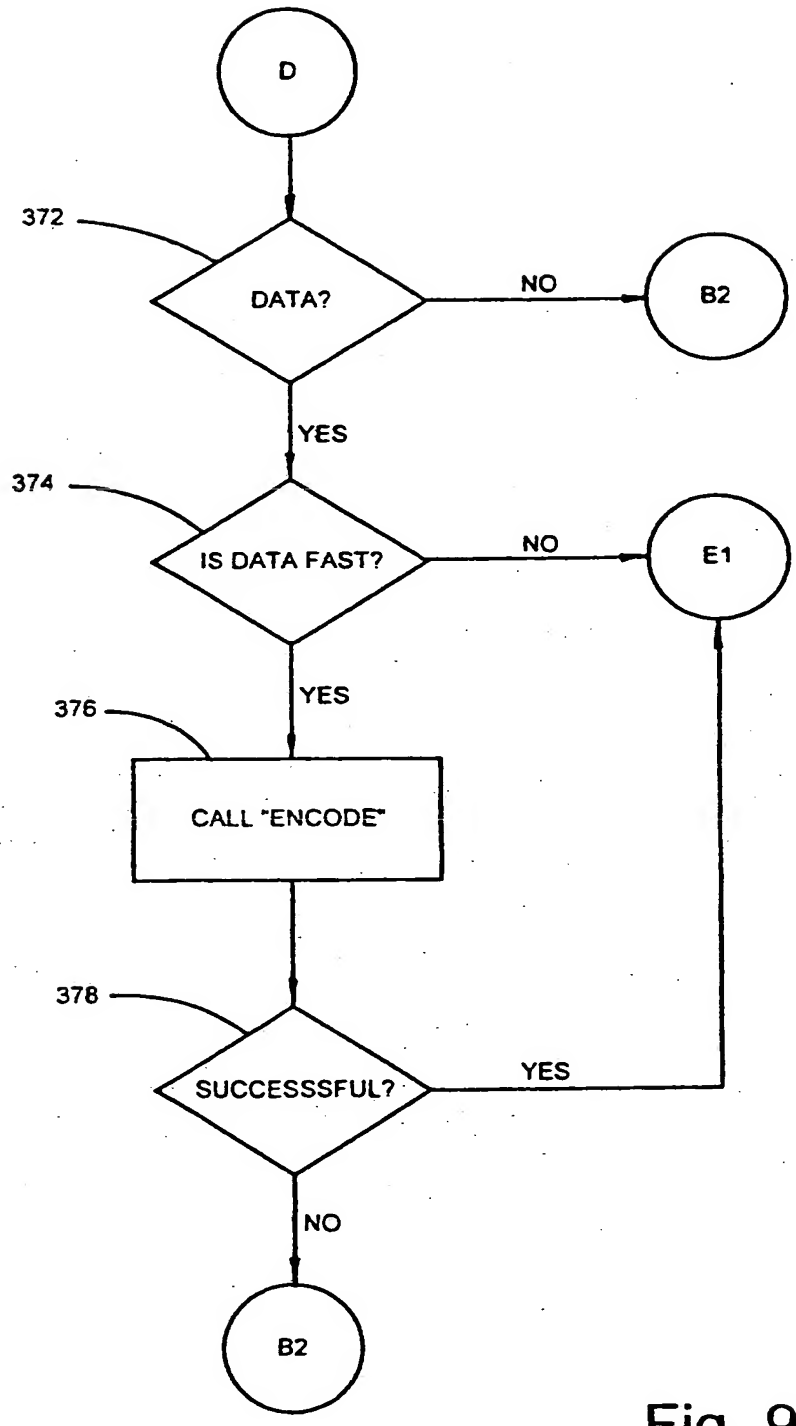 D
372
DATA?
NO
B2
YES
374
IS DATA FAST?
NO
E1
YES
376
CALL "ENCODE"
378
SUCCESSSFUL?
YES
NO
B2
Fig. 9